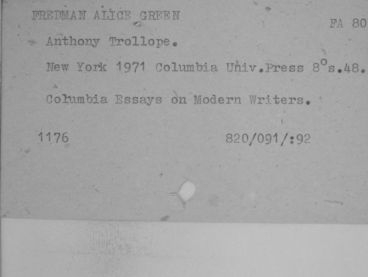 FREDMAN ALICE GREEN
FA 80
Anthony Trollope.
New York 1971 Columbia Univ.Press 8°s.48.
Columbia Essays on Modern Writers.
1176 820/091/:92